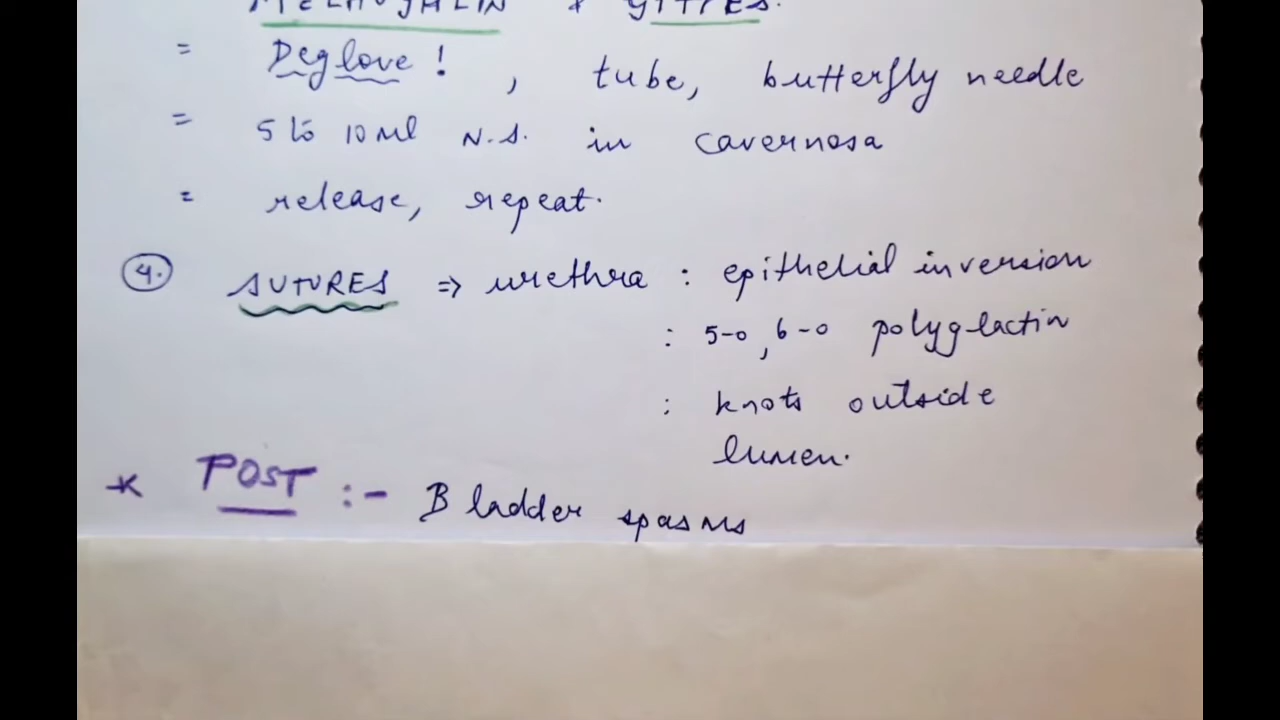 & GITTES.
= Deglove! , tube, butterfly needle
= 5 to 10 ml N.S. in cavernosa
= release, repeat.
4. SUTURES => urethra : epithelial inversion
: 5-0, 6-0 polyglactin
: knots outside
lumen.
* POST :- Bladder spasms